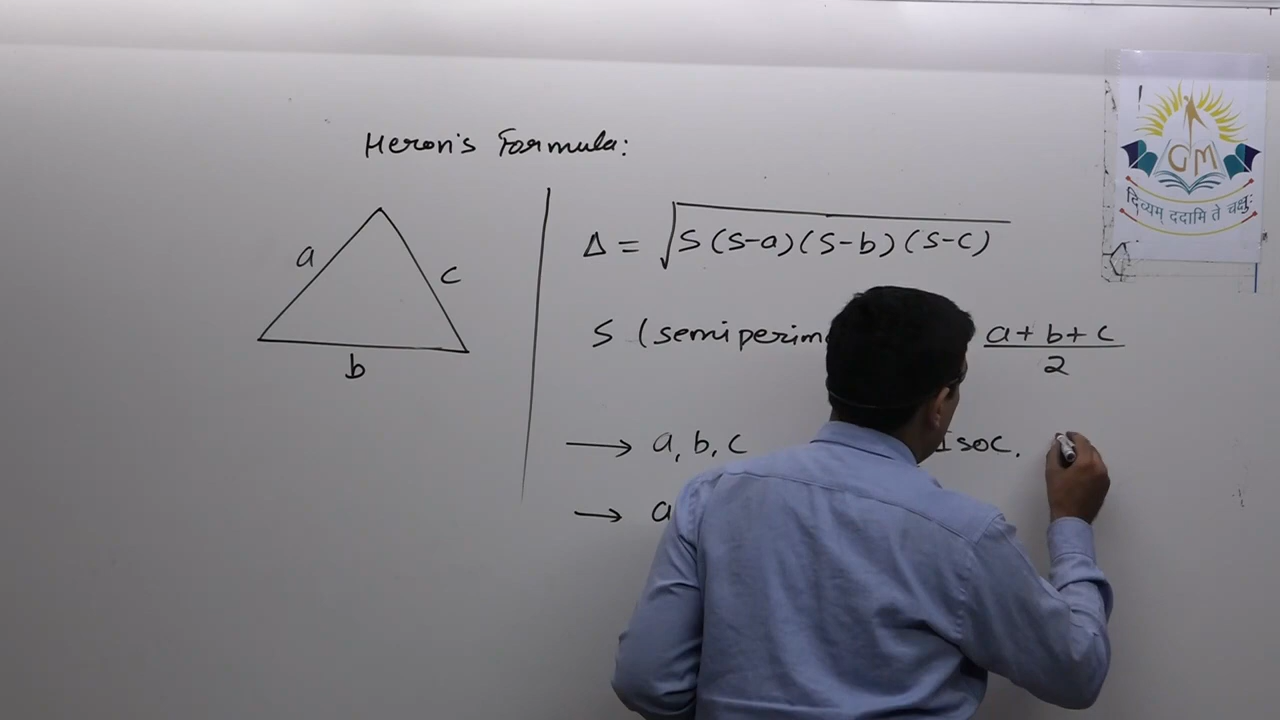 Heron's Formula:
a
c
b
Δ = √S(S-a)(S-b)(S-c)
S (semiperim
a + b + c
2
→ a, b, c
Isoc.
→ a
GM
दिव्यम् ददामि ते चक्षुः